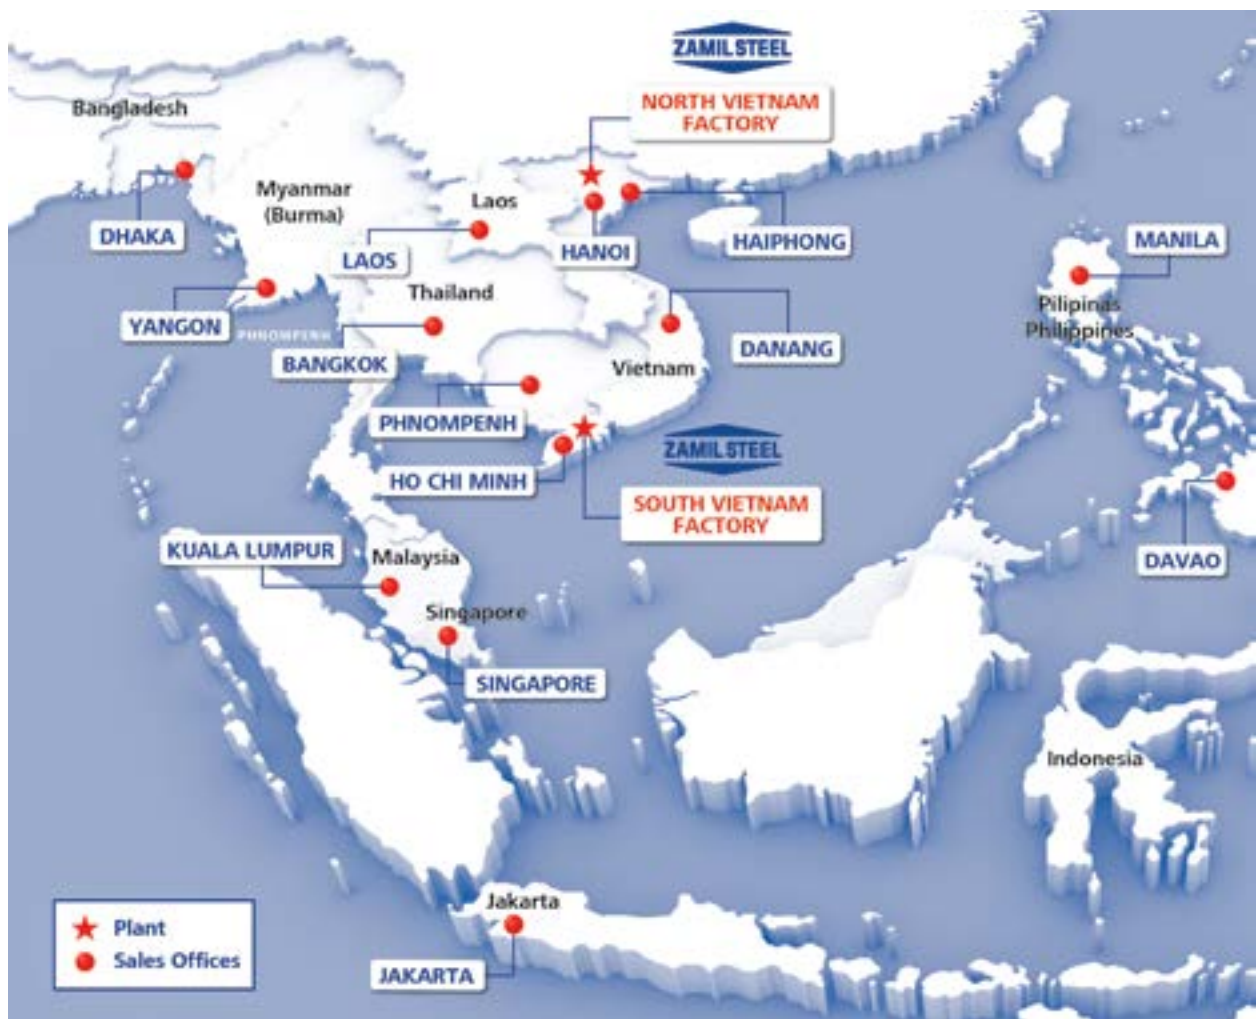 ZAMIL STEEL
NORTH VIETNAM
FACTORY
Bangladesh
Myanmar
(Burma)
Laos
DHAKA
LAOS
HANOI
HAIPHONG
MANILA
Thailand
Pilipinas
Philippines
YANGON
PHNOMPENH
BANGKOK
DANANG
Vietnam
PHNOMPENH
ZAMIL STEEL
HO CHI MINH
SOUTH VIETNAM
FACTORY
KUALA LUMPUR
Malaysia
DAVAO
Singapore
SINGAPORE
Indonesia
Jakarta
JAKARTA
Plant
Sales Offices